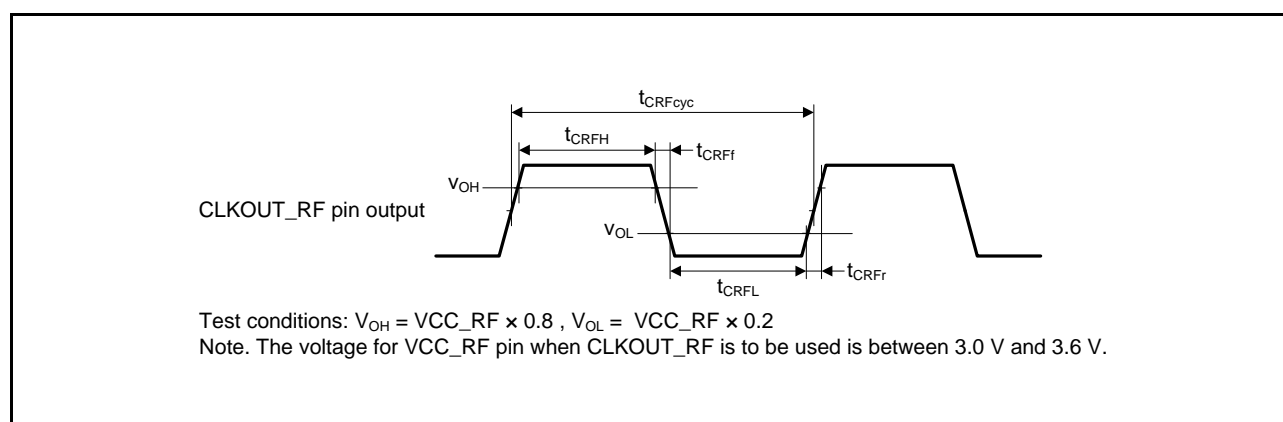 tCRFcyc
tCRFH
tCRFf
VOH
CLKOUT_RF pin output
VOL
tCRFL
tCRFr
Test conditions: VOH = VCC_RF × 0.8 , VOL = VCC_RF × 0.2
Note. The voltage for VCC_RF pin when CLKOUT_RF is to be used is between 3.0 V and 3.6 V.